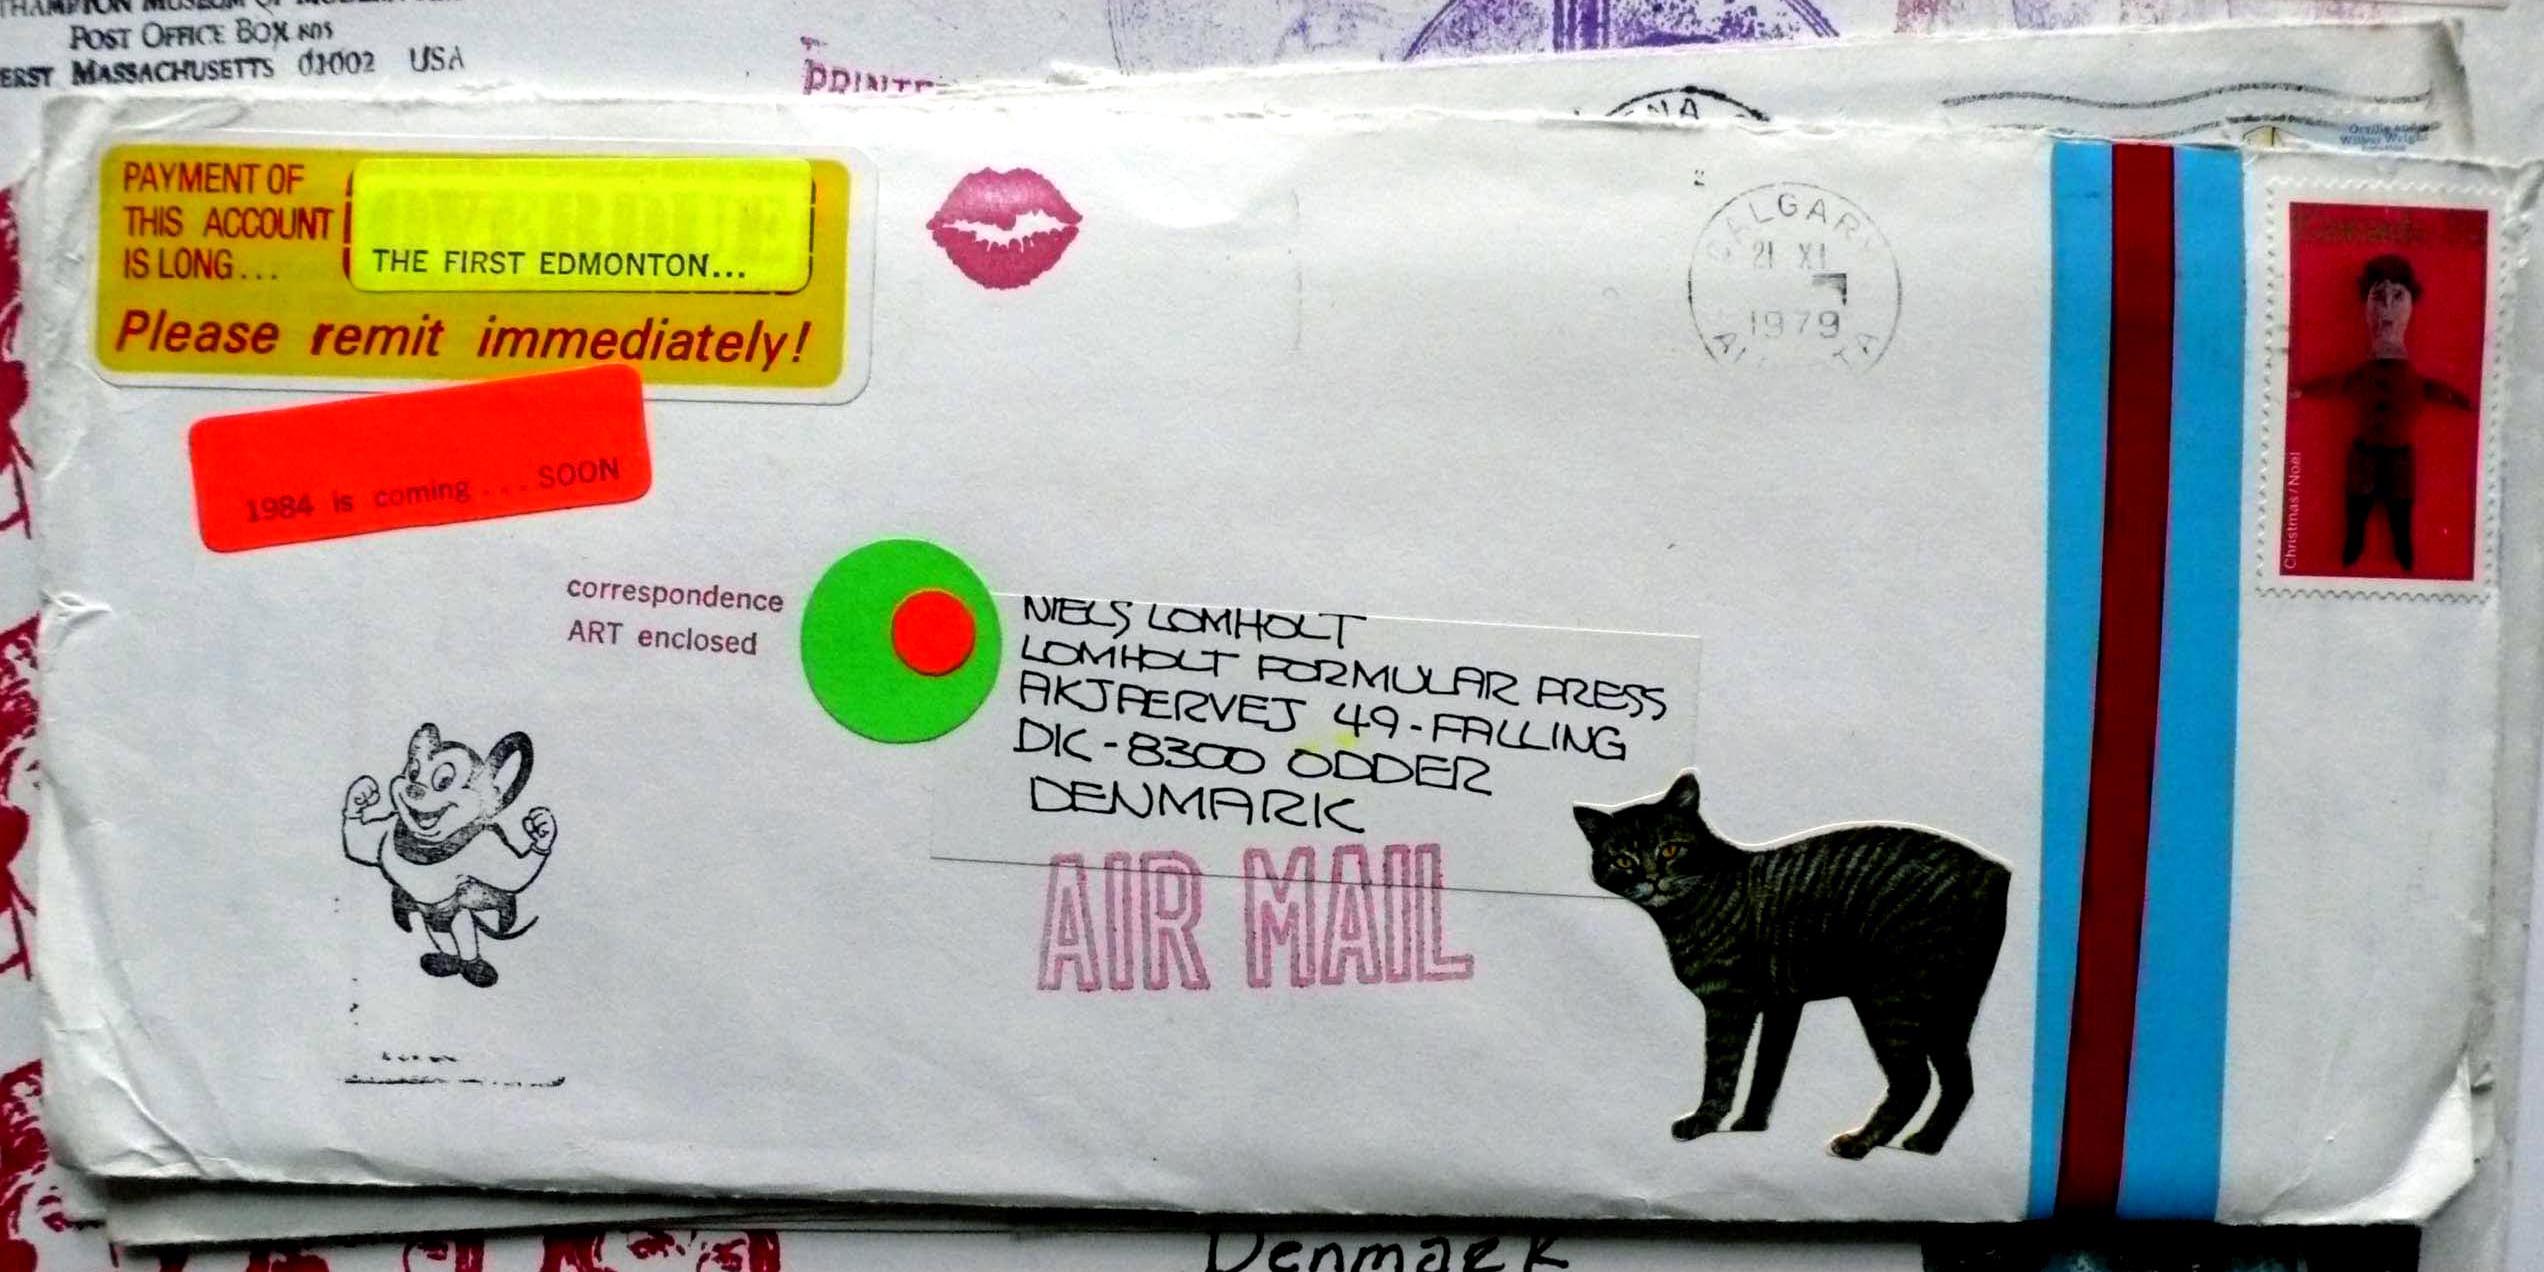 POST OFFICE BOX 805
MASSACHUSETTS 01002 USA
PAYMENT OF
THIS ACCOUNT
IS LONG...
THE FIRST EDMONTON...
Please remit immediately!
1984 is coming...SOON
CALGARY
21 XI
1979
Christmas/Noël
correspondence
ART enclosed
NIELS LOMHOLT
LOMHOLT FORMULAR PRESS
AKJAERVEJ 49-FALLING
DK-8300 ODDER
DENMARK
AIR MAIL
Denmark